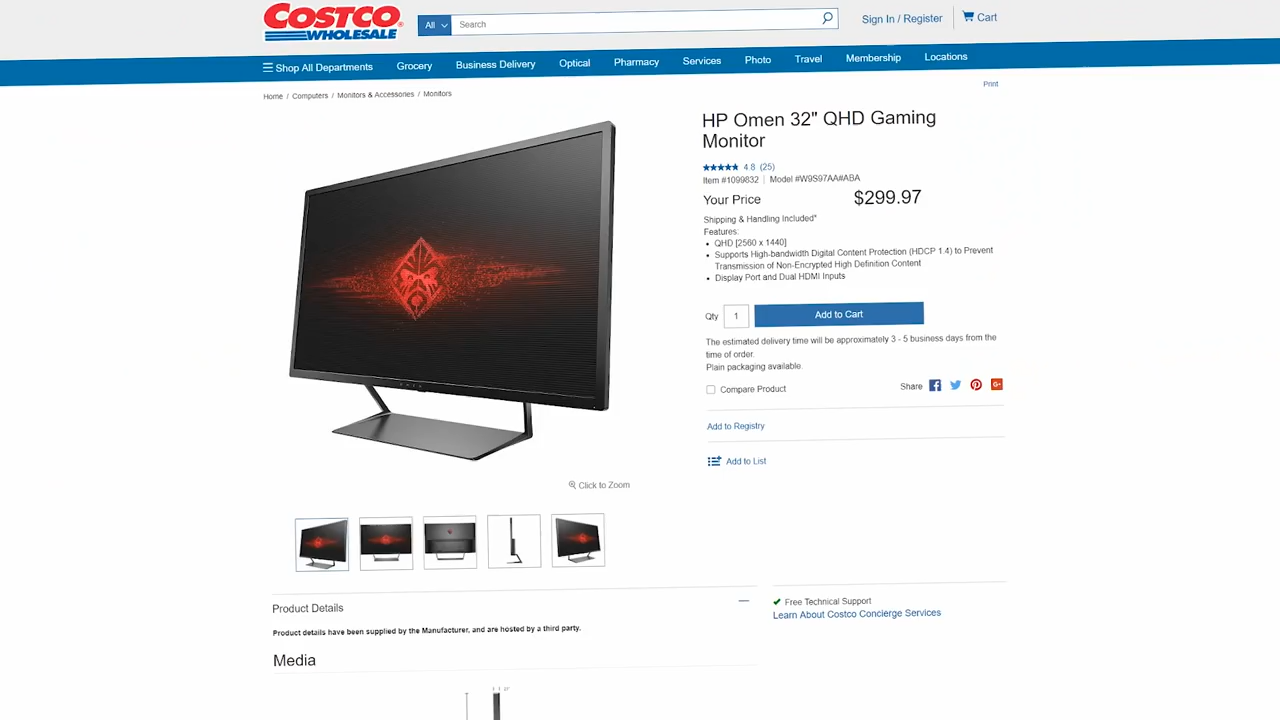 COSTCO
WHOLESALE
All
Search
Sign In / Register
Cart
Shop All Departments
Grocery
Business Delivery
Optical
Pharmacy
Services
Photo
Travel
Membership
Locations
Home / Computers / Monitors & Accessories / Monitors
Print
HP Omen 32" QHD Gaming
Monitor
4.8 (25)
Item #1099832 | Model #W9S97AA#ABA
Your Price $299.97
Shipping & Handling Included*
Features:
• QHD [2560 x 1440]
• Supports High-bandwidth Digital Content Protection (HDCP 1.4) to Prevent
Transmission of Non-Encrypted High Definition Content
• Display Port and Dual HDMI Inputs
Qty 1 Add to Cart
The estimated delivery time will be approximately 3 - 5 business days from the
time of order.
Plain packaging available.
Compare Product
Share
G+
Add to Registry
Add to List
Click to Zoom
Product Details
Product details have been supplied by the Manufacturer, and are hosted by a third party.
Free Technical Support
Learn About Costco Concierge Services
Media